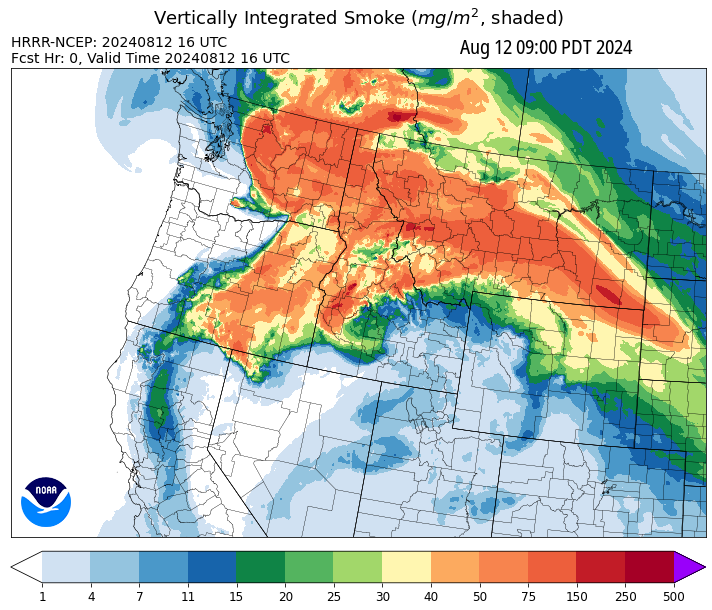 Vertically Integrated Smoke (mg/m², shaded)
HRRR-NCEP: 20240812 16 UTC
Aug 12 09:00 PDT 2024
Fcst Hr: 0, Valid Time 20240812 16 UTC
NOAA
1 4 7 11 15 20 25 30 40 50 75 150 250 500